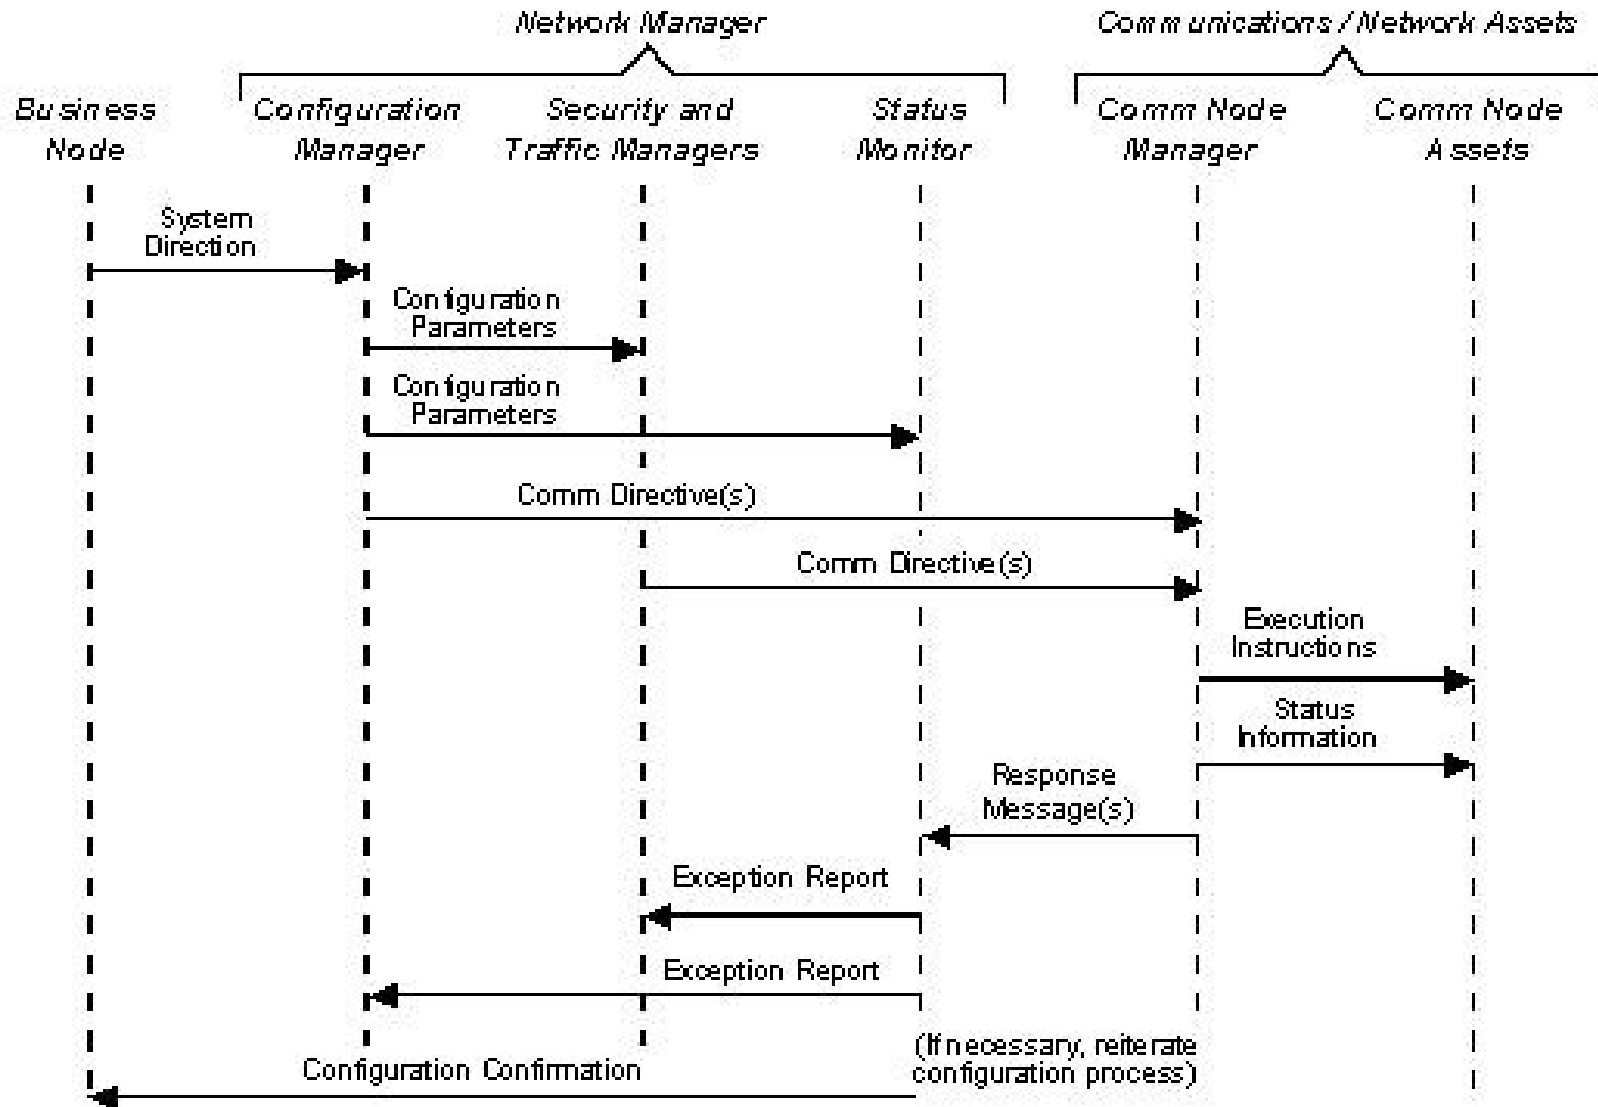 Network Manager
Communications / Network Assets
Business
Node
Configuration
Manager
Security and
Traffic Managers
Status
Monitor
Comm Node
Manager
Comm Node
Assets
System
Direction
Configuration
Parameters
Configuration
Parameters
Comm Directive(s)
Comm Directive(s)
Execution
Instructions
Status
Information
Response
Message(s)
Exception Report
Exception Report
(If necessary, reiterate
configuration process)
Configuration Confirmation